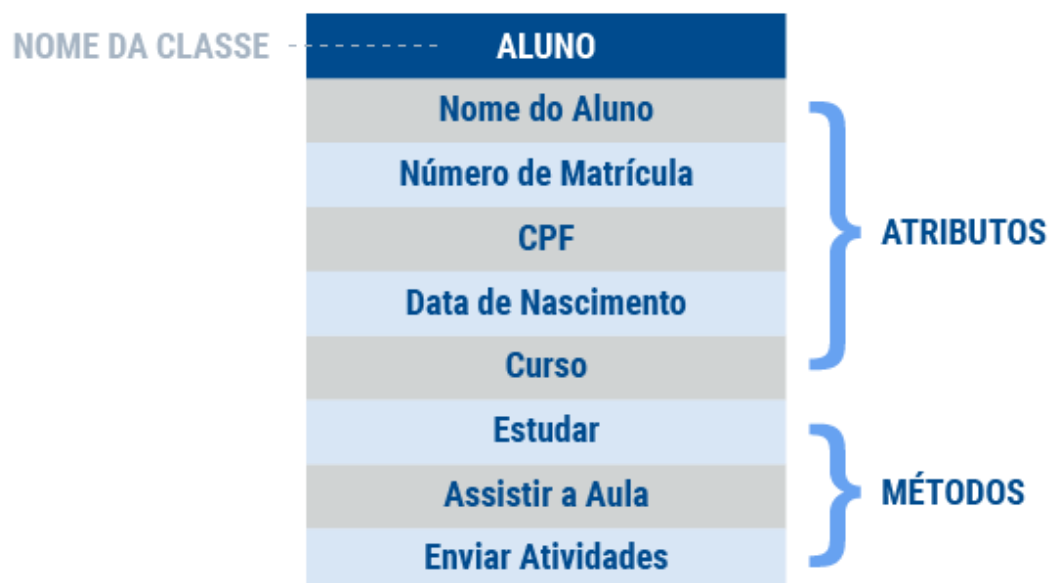 NOME DA CLASSE
ALUNO
Nome do Aluno
Número de Matrícula
CPF
Data de Nascimento
Curso
ATRIBUTOS
Estudar
Assistir a Aula
Enviar Atividades
MÉTODOS